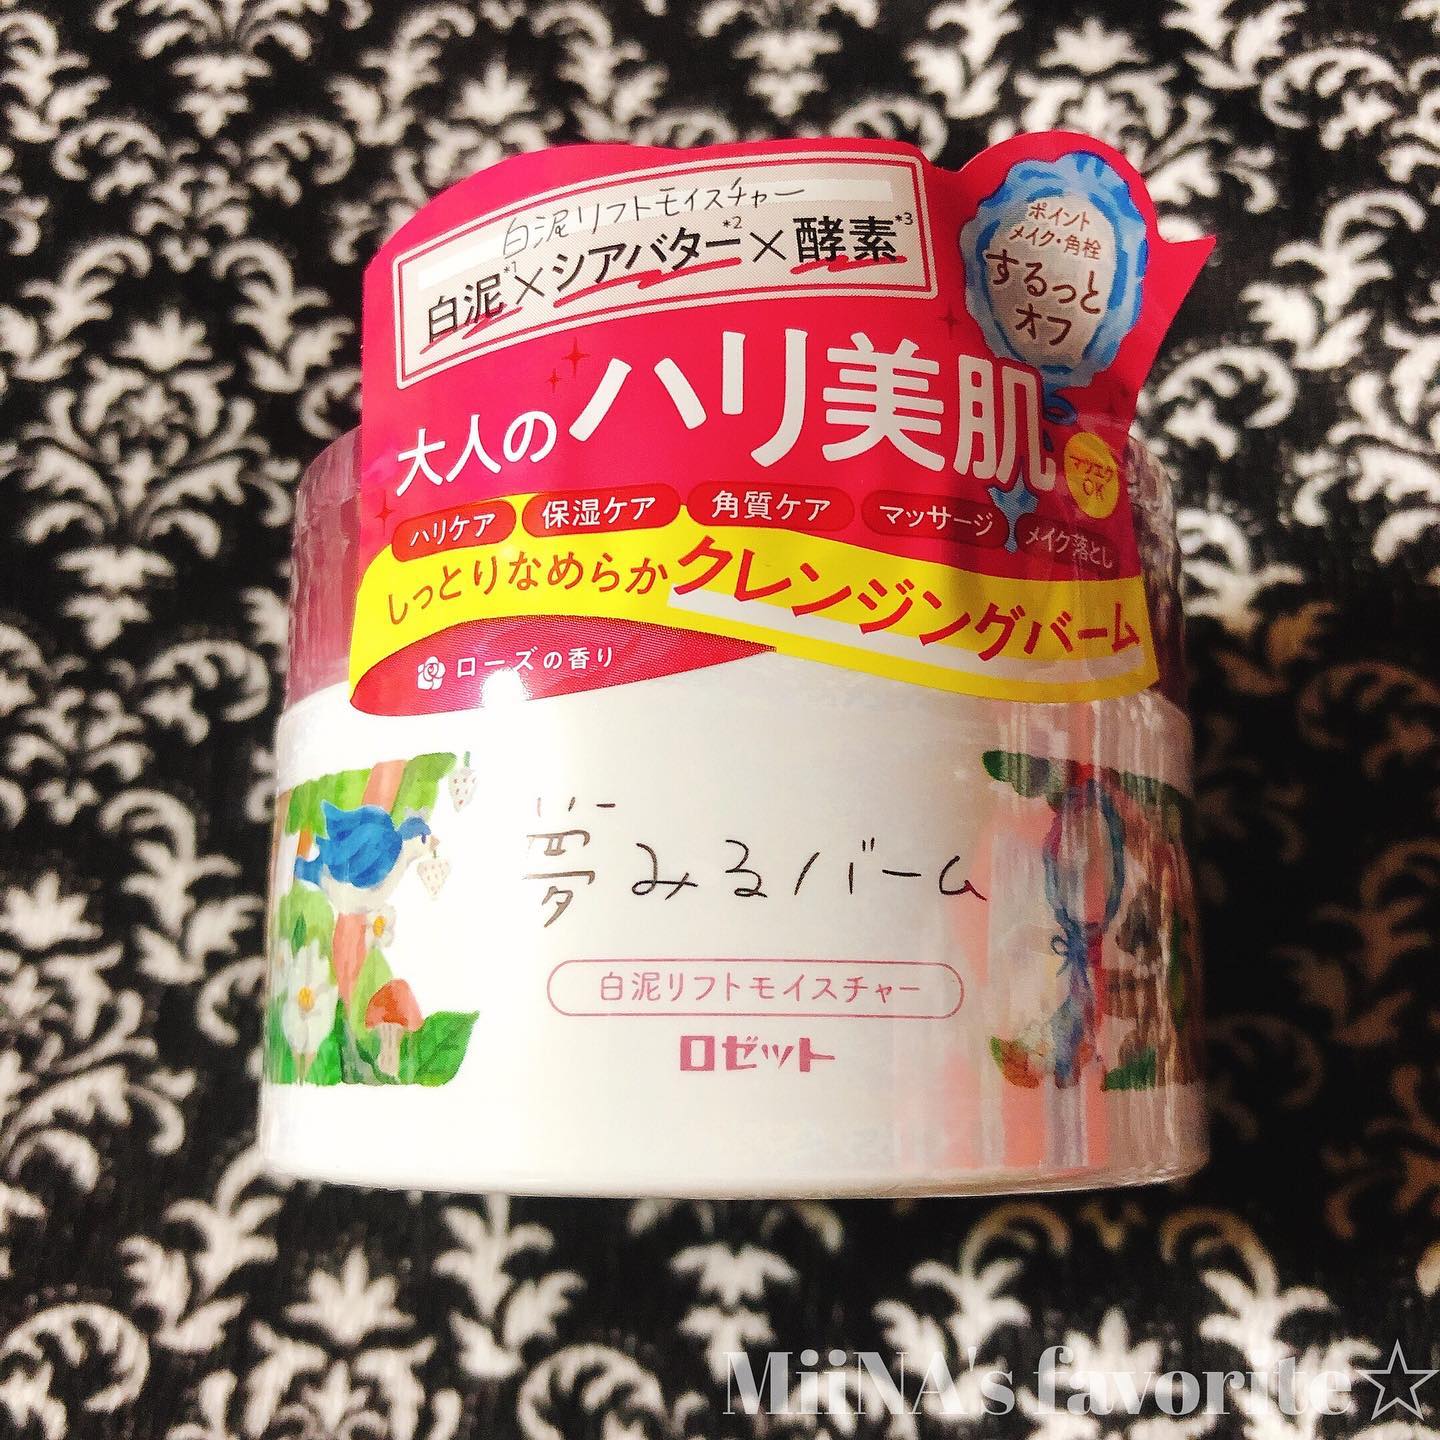 白泥リフトモイスチャー
白泥*1×シアバター*2×酵素*3
ポイント
メイク・角栓
するっと
オフ
大人のハリ美肌
マツエク
OK
ハリケア 保湿ケア 角質ケア マッサージ メイク落とし
しっとりなめらかクレンジングバーム
ローズの香り
夢みるバーム
白泥リフトモイスチャー
ロゼット
MiiNA's favorite☆